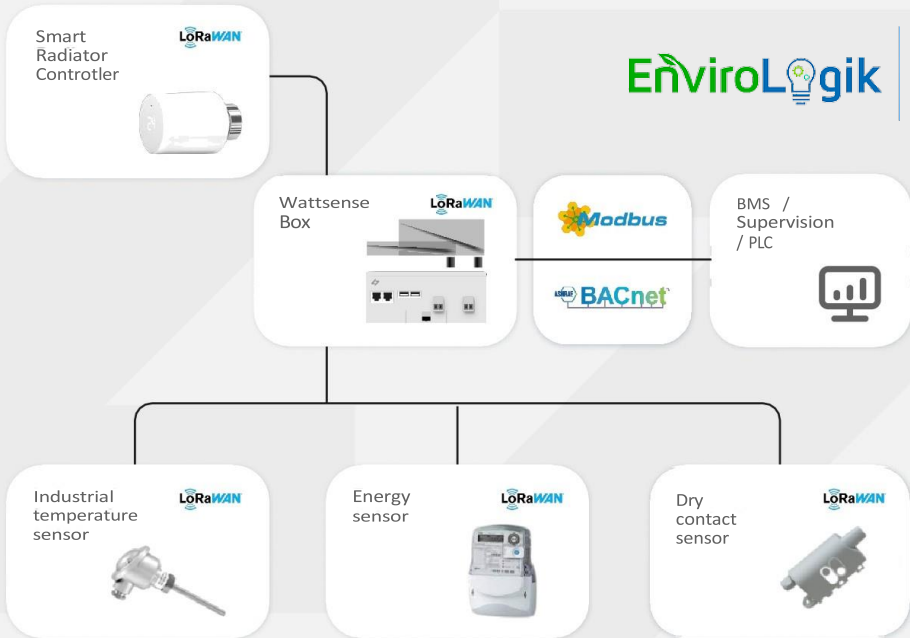 Smart
Radiator
Controtler
LoRaWAN
EnviroLogik
Wattsense
Box
LoRaWAN
Modbus
ASHRAE BACnet
BMS /
Supervision
/ PLC
Industrial
temperature
sensor
LoRaWAN
Energy
sensor
LoRaWAN
Dry
contact
sensor
LoRaWAN